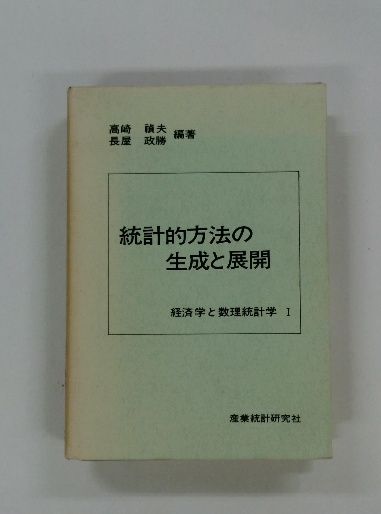 高崎 禎夫 編著
長屋 政勝
統計的方法の
生成と展開
経済学と数理統計学 I
産業統計研究社